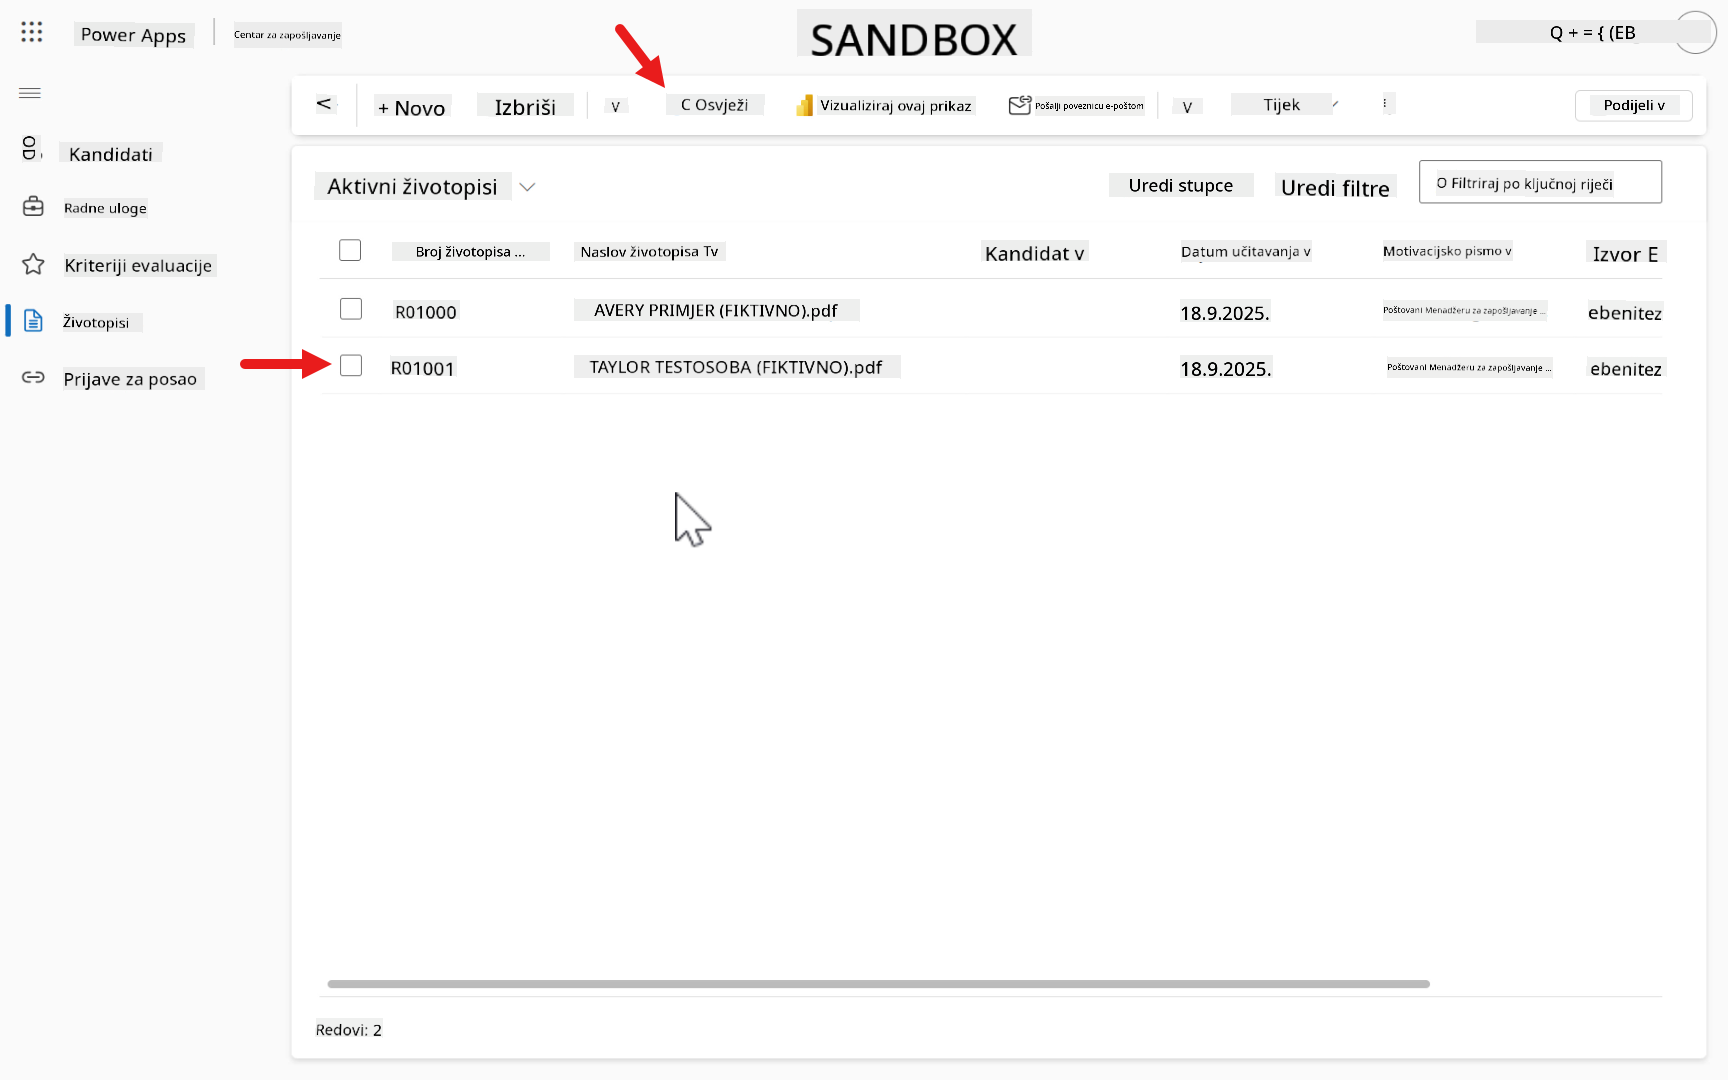 Power Apps
Centar za zapošljavanje
SANDBOX
Q + = { (EB
< + Novo Izbriši v C Osvježi Vizualiziraj ovaj prikaz Pošalji poveznicu e-poštom v Tijek Podijeli v
Kandidati
Radne uloge
Kriteriji evaluacije
Životopisi
Prijave za posao
Aktivni životopisi
Uredi stupce
Uredi filtre
O Filtriraj po ključnoj riječi
Broj životopisa ... Naslov životopisa Tv Kandidat v Datum učitavanja v Motivacijsko pismo v Izvor E
R01000 AVERY PRIMJER (FIKTIVNO).pdf 18.9.2025. Poštovani Menadžeru za zapošljavanje ... ebenitez
R01001 TAYLOR TESTOSOBA (FIKTIVNO).pdf 18.9.2025. Poštovani Menadžeru za zapošljavanje ... ebenitez
Redovi: 2